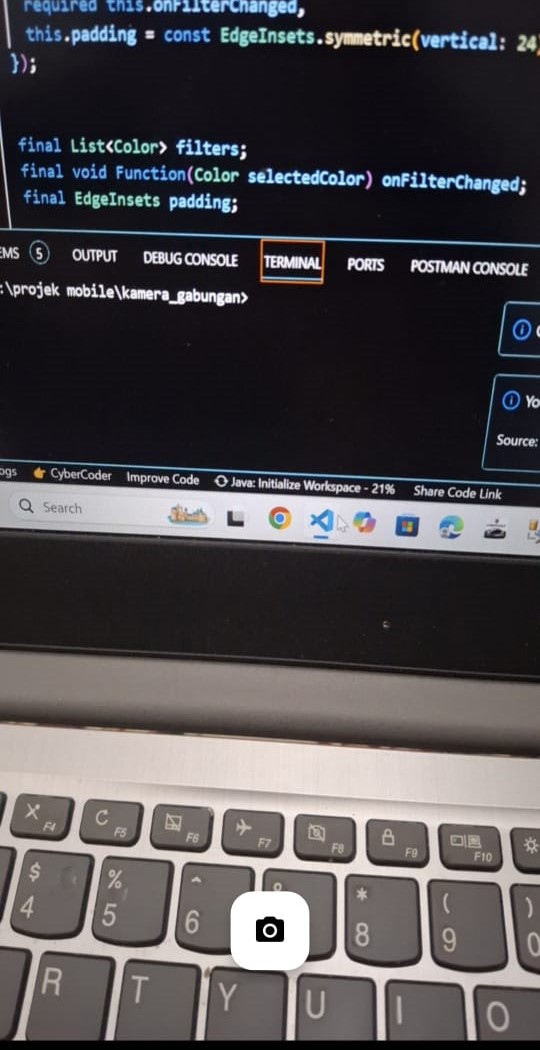 required this.onFilterChanged,
this.padding = const EdgeInsets.symmetric(vertical: 24
});
final List<Color> filters;
final void Function(Color selectedColor) onFilterChanged;
final EdgeInsets padding;
EMS 5 OUTPUT DEBUG CONSOLE TERMINAL PORTS POSTMAN CONSOLE
:\projek mobile\kamera_gabungan>
Yo
Source:
ogs CyberCoder Improve Code Java: Initialize Workspace - 21% Share Code Link
Search
F4 F5 F6 F7 F8 F9 F10
$ % ^ * ( )
4 5 6 8 9 0
R T Y U I O